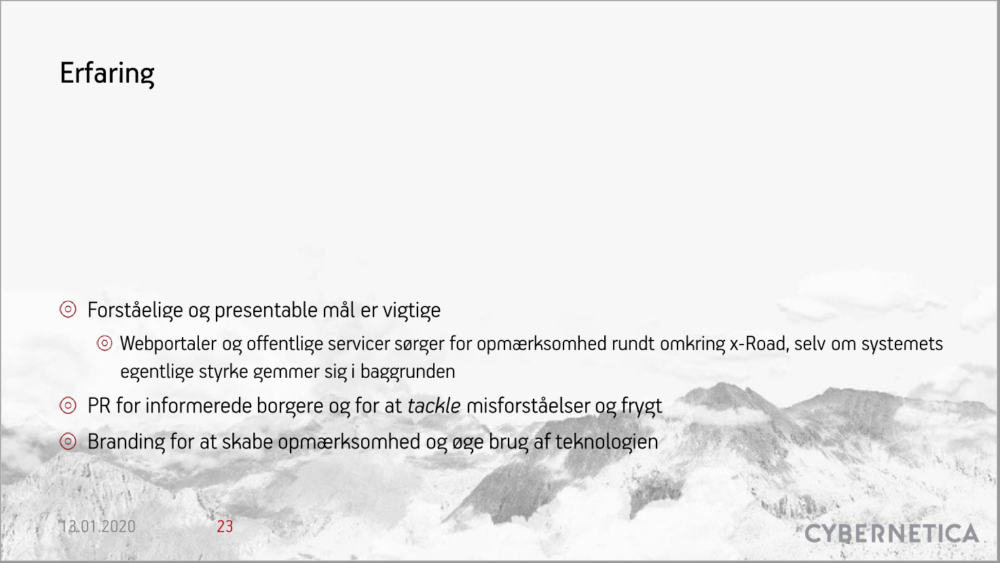 Erfaring
Forståelige og presentable mål er vigtige
Webportaler og offentlige servicer sørger for opmærksomhed rundt omkring x-Road, selv om systemets
egentlige styrke gemmer sig i baggrunden
PR for informerede borgere og for at tackle misforståelser og frygt
Branding for at skabe opmærksomhed og øge brug af teknologien
13.01.2020 23 CYBERNETICA